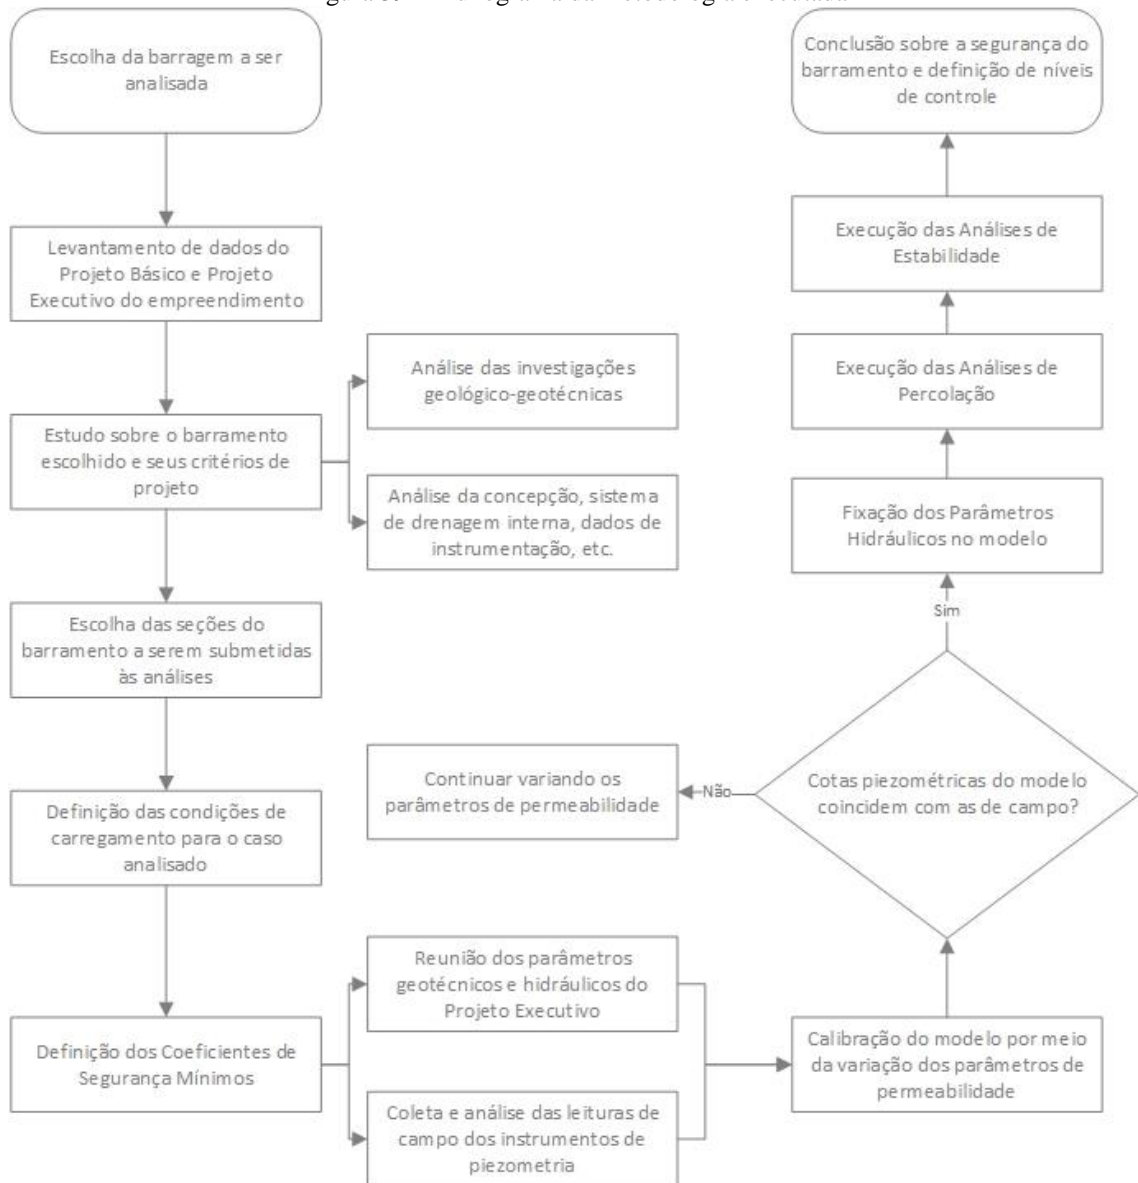 Escolha da barragem a ser
analisada
Levantamento de dados do
Projeto Básico e Projeto
Executivo do empreendimento
Estudo sobre o barramento
escolhido e seus critérios de
projeto
Análise das investigações
geológico-geotécnicas
Análise da concepção, sistema
de drenagem interna, dados de
instrumentação, etc.
Escolha das seções do
barramento a serem submetidas
às análises
Definição das condições de
carregamento para o caso
analisado
Definição dos Coeficientes de
Segurança Mínimos
Reunião dos parâmetros
geotécnicos e hidráulicos do
Projeto Executivo
Coleta e análise das leituras de
campo dos instrumentos de
piezometria
Calibração do modelo por meio
da variação dos parâmetros de
permeabilidade
Cotas piezométricas do modelo
coincidem com as de campo?
Não
Continuar variando os
parâmetros de permeabilidade
Sim
Fixação dos Parâmetros
Hidráulicos no modelo
Execução das Análises de
Percolação
Execução das Análises de
Estabilidade
Conclusão sobre a segurança do
barramento e definição de níveis
de controle